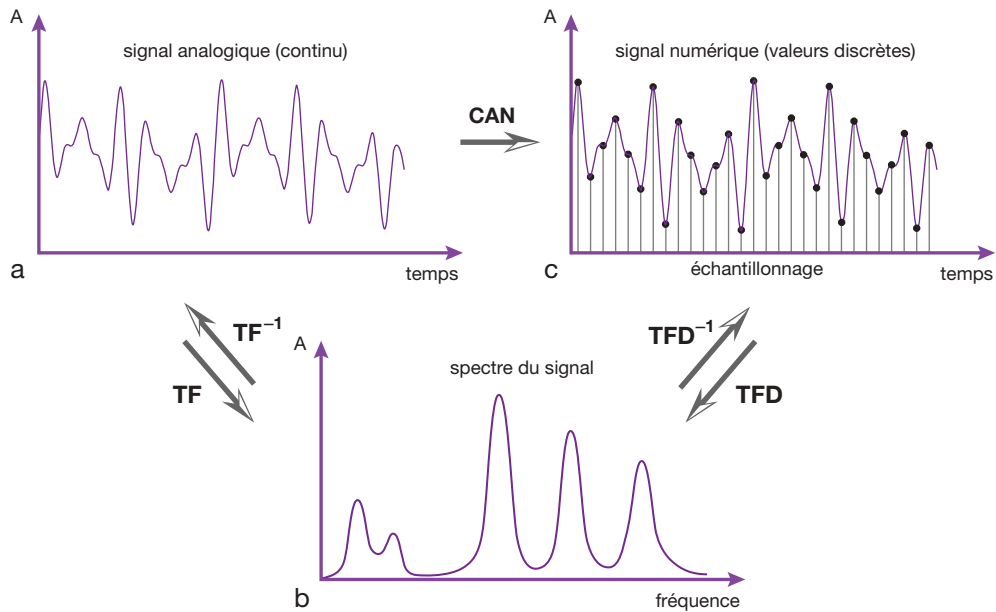 A
signal analogique (continu)
temps
a
CAN
A
signal numérique (valeurs discrètes)
échantillonnage
temps
c
TF⁻¹
TF
TFD⁻¹
TFD
A
spectre du signal
fréquence
b